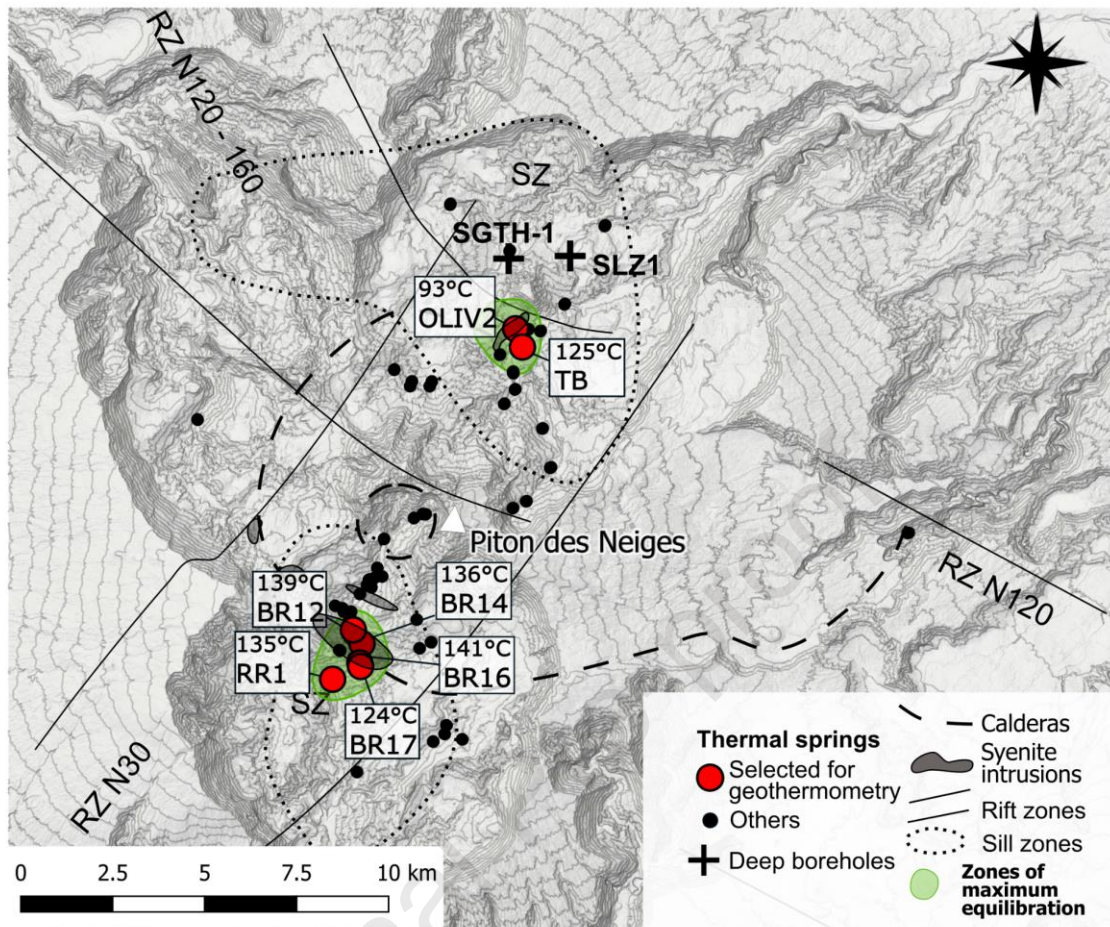 RZ N120 - 160
SZ
SGTH-1
SLZ1
93°C
OLIV2
125°C
TB
Piton des Neiges
139°C
BR12
136°C
BR14
135°C
RR1
141°C
BR16
SZ
124°C
BR17
RZ N120
RZ N30
Thermal springs
Selected for
geothermometry
Others
Deep boreholes
Calderas
Syenite
intrusions
Rift zones
Sill zones
Zones of
maximum
equilibration
0 2.5 5 7.5 10 km